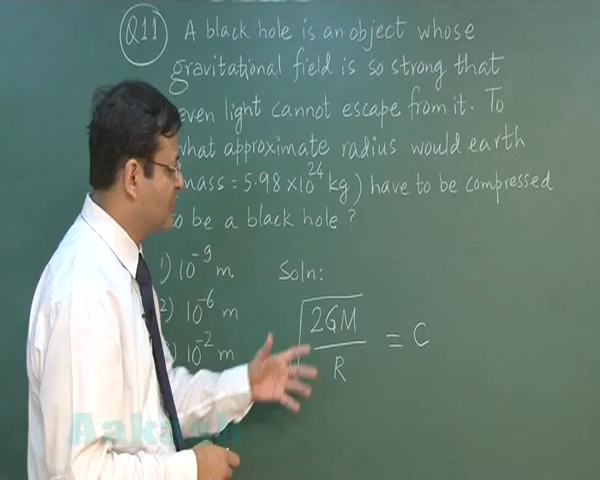 Q11 A black hole is an object whose
gravitational field is so strong that
even light cannot escape from it. To
what approximate radius would earth
mass = 5.98 × 10^24 kg) have to be compressed
to be a black hole?
1) 10^-9 m
2) 10^-6 m
) 10^-2 m
Soln:
√(2GM/R) = C
Aakash